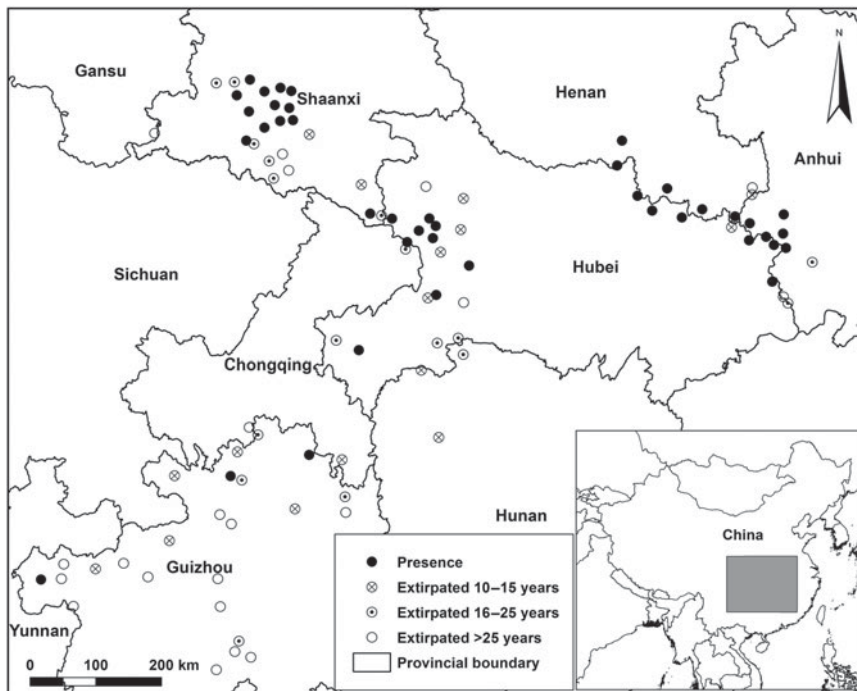 Gansu
Shaanxi
Henan
N
Anhui
Sichuan
Hubei
Chongqing
Hunan
Guizhou
Yunnan
0 100 200 km
Presence
Extirpated 10–15 years
Extirpated 16–25 years
Extirpated >25 years
Provincial boundary
China